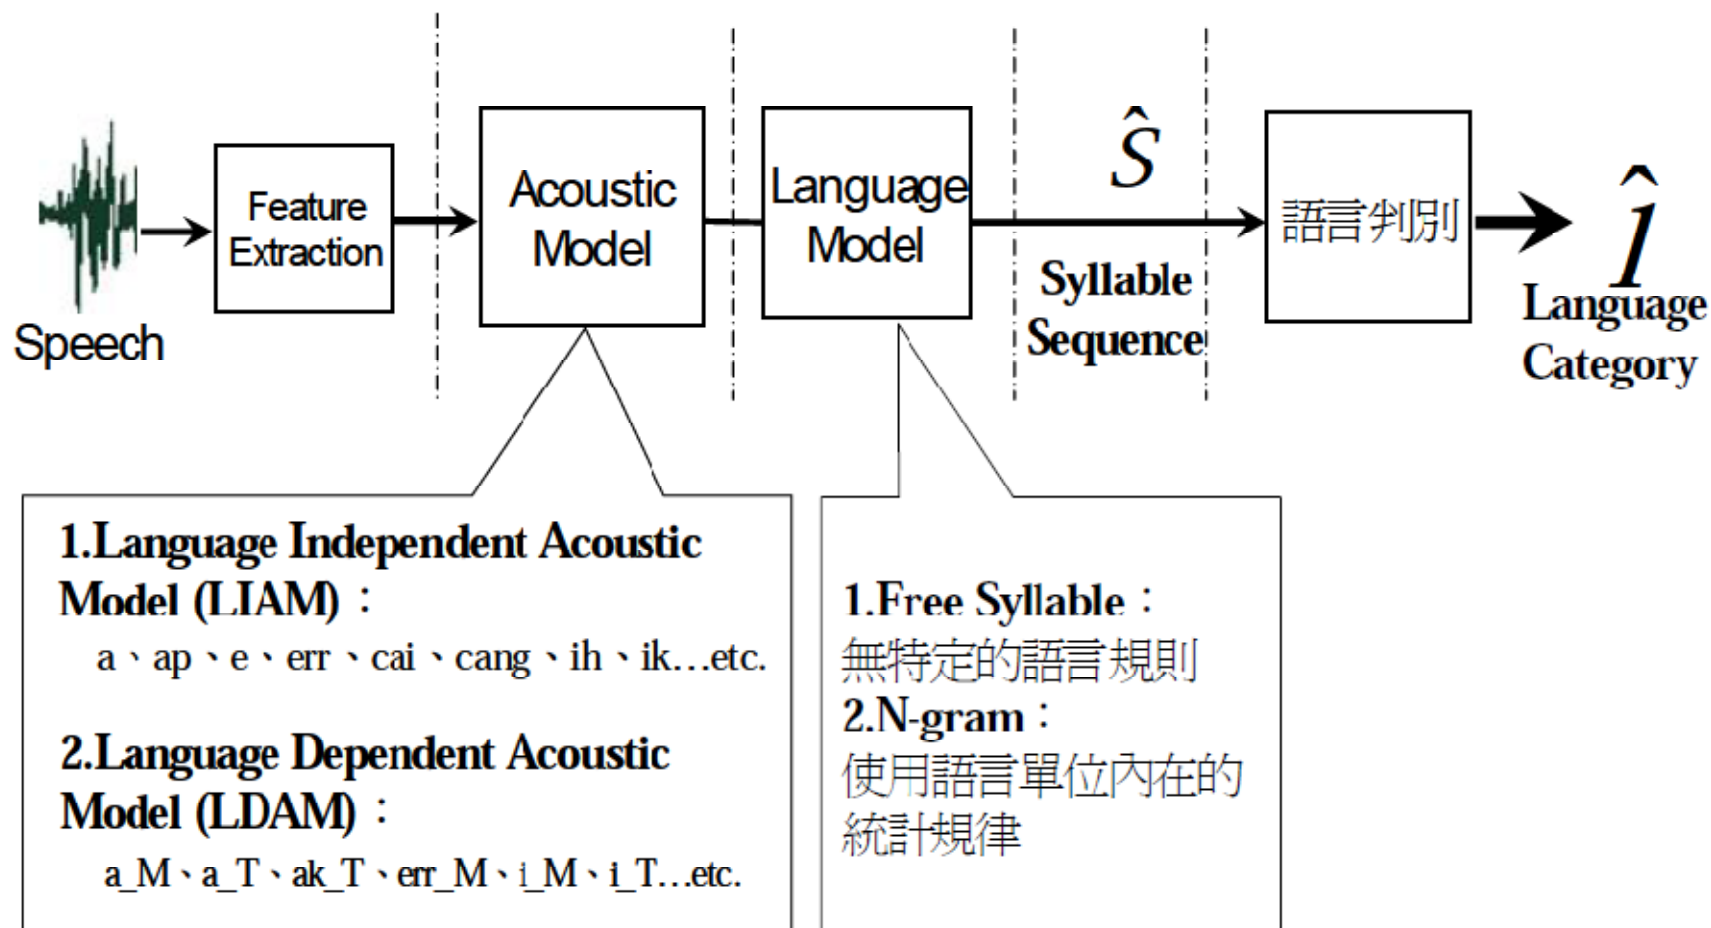 Speech
Feature
Extraction
Acoustic
Model
Language
Model
Ŝ
Syllable
Sequence
語言判別
l̂
Language
Category
1.Language Independent Acoustic
Model (LIAM)：
a、ap、e、err、cai、cang、ih、ik…etc.
2.Language Dependent Acoustic
Model (LDAM)：
a_M、a_T、ak_T、err_M、i_M、i_T…etc.
1.Free Syllable：
無特定的語言規則
2.N-gram：
使用語言單位內在的
統計規律